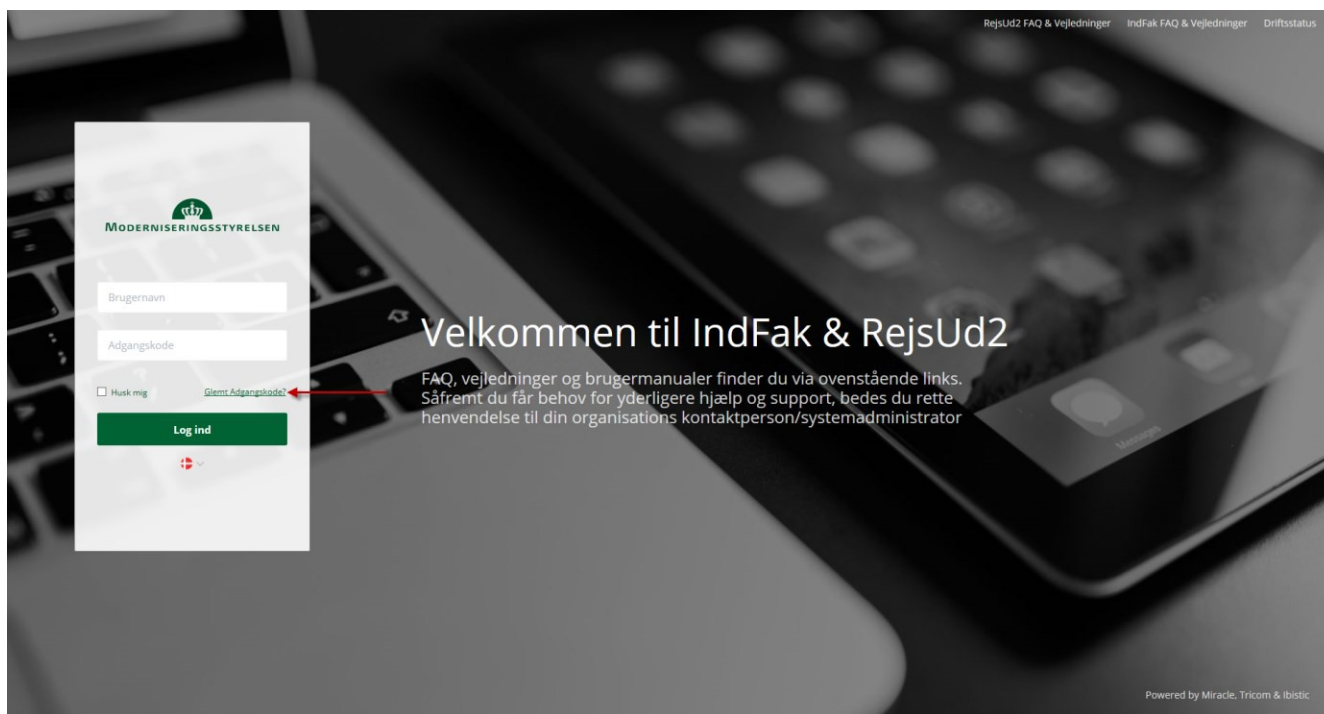 RejsUd2 FAQ & Vejledninger IndFak FAQ & Vejledninger Driftsstatus
MODERNISERINGSSTYRELSEN
Brugernavn
Adgangskode
Husk mig Glemt Adgangskode?
Log ind
Velkommen til IndFak & RejsUd2
FAQ, vejledninger og brugermanualer finder du via ovenstående links.
Såfremt du får behov for yderligere hjælp og support, bedes du rette
henvendelse til din organisations kontaktperson/systemadministrator
Messages
Powered by Miracle, Tricom & Ibistic